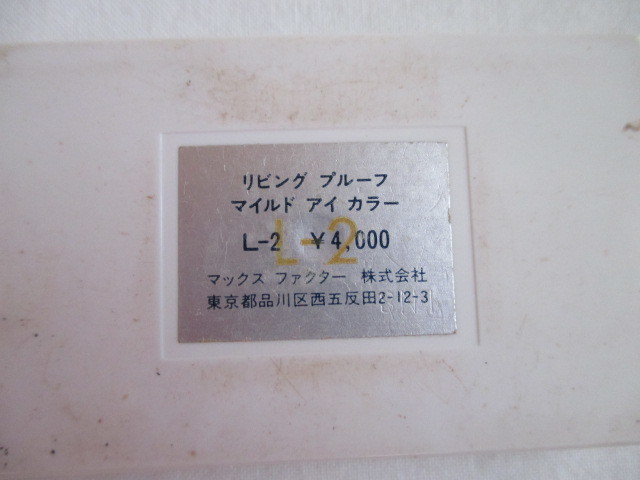 リビング プルーフ
マイルド アイ カラー
L-2 ¥4,000
L-2
マックス ファクター 株式会社
東京都品川区西五反田2-12-3